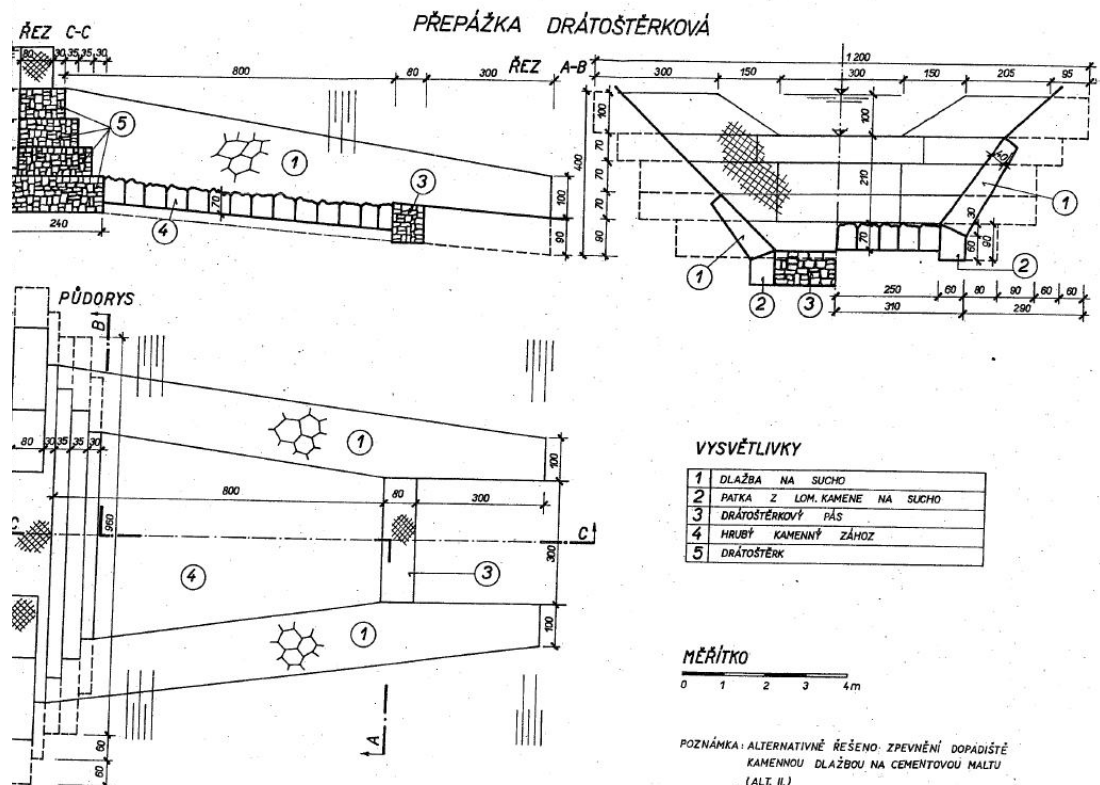 PŘEPÁŽKA DRÁTOŠTĚRKOVÁ
ŘEZ C-C
80 30 35 35 30
800 80 300
5
1
3
4
70
100
90
240
ŘEZ A-B
1200
300 150 300 150 205 95
400
100
70
70
70
90
100
210
70
40
30
60
90
1
1
2
3
2
250 60 80 90 60 60
310 290
PŮDORYS
B
80 30 35 35 30
800 80 300
960
1
100
C
300
4
3
1
100
A
60
60
VYSVĚTLIVKY
1 DLAŽBA NA SUCHO
2 PATKA Z LOM. KAMENE NA SUCHO
3 DRÁTOŠTĚRKOVÝ PÁS
4 HRUBÝ KAMENNÝ ZÁHOZ
5 DRÁTOŠTĚRK
MĚŘÍTKO
0 1 2 3 4m
POZNÁMKA: ALTERNATIVNĚ ŘEŠENO ZPEVNĚNÍ DOPADIŠTĚ
KAMENNOU DLAŽBOU NA CEMENTOVOU MALTU
(ALT. II.)